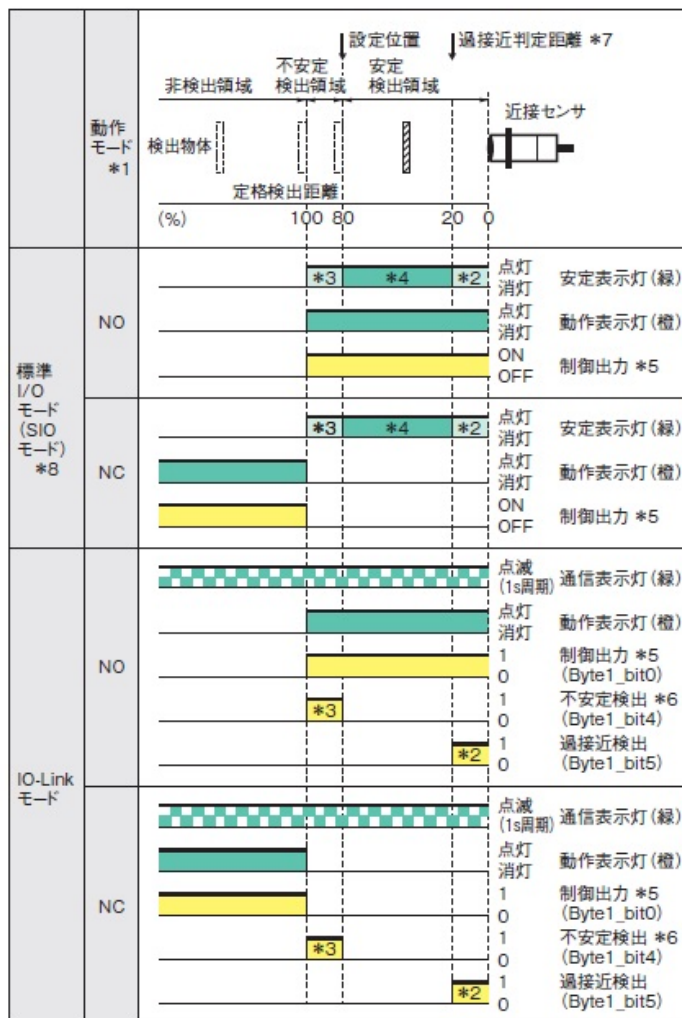 設定位置 過接近判定距離 *7
不安定 安定
非検出領域 検出領域 検出領域
近接センサ
動作
モード
*1
検出物体
定格検出距離
(%) 100 80 20 0
標準
I/O
モード
(SIO
モード)
*8
NO
*3 *4 *2 点灯 消灯 安定表示灯(緑)
点灯 消灯 動作表示灯(橙)
ON OFF 制御出力 *5
NC
*3 *4 *2 点灯 消灯 安定表示灯(緑)
点灯 消灯 動作表示灯(橙)
ON OFF 制御出力 *5
IO-Link
モード
NO
点滅 (1s周期) 通信表示灯(緑)
点灯 消灯 動作表示灯(橙)
1 0 制御出力 *5 (Byte1_bit0)
*3 1 0 不安定検出 *6 (Byte1_bit4)
*2 1 0 過接近検出 (Byte1_bit5)
NC
点滅 (1s周期) 通信表示灯(緑)
点灯 消灯 動作表示灯(橙)
1 0 制御出力 *5 (Byte1_bit0)
*3 1 0 不安定検出 *6 (Byte1_bit4)
*2 1 0 過接近検出 (Byte1_bit5)